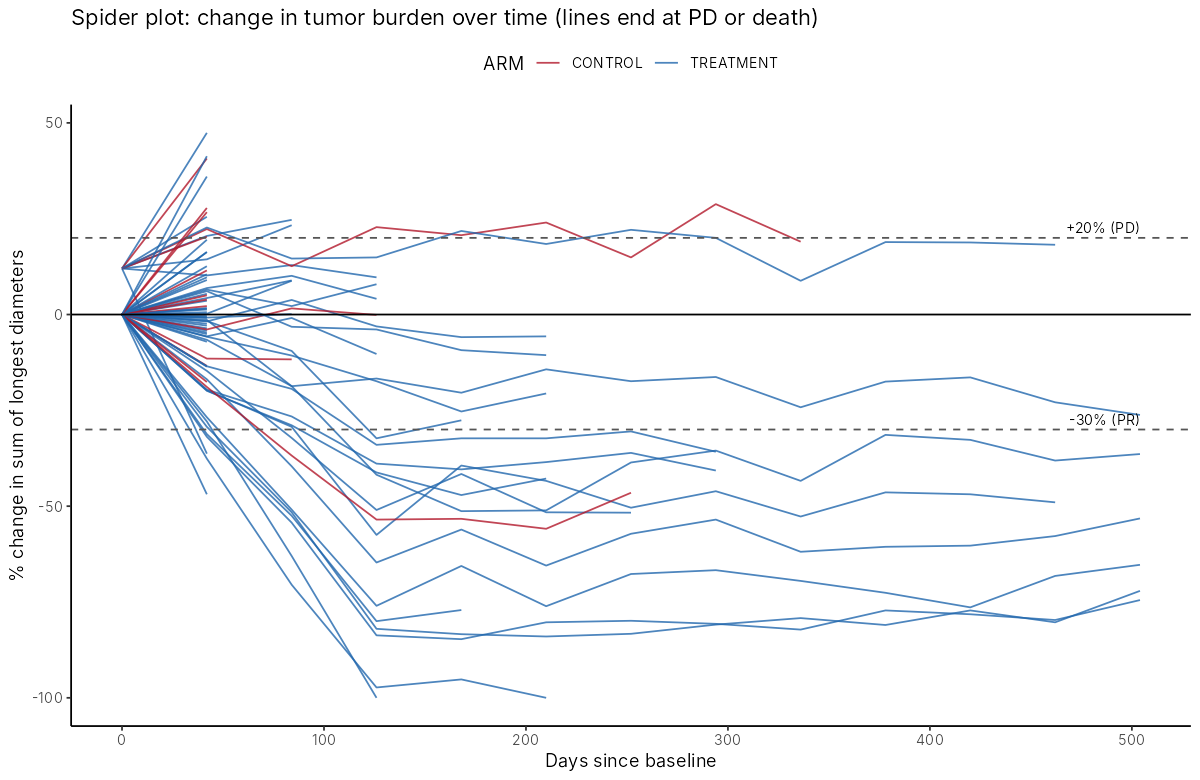 Spider plot: change in tumor burden over time (lines end at PD or death)
ARM CONTROL TREATMENT
% change in sum of longest diameters
50
0
-50
-100
+20% (PD)
-30% (PR)
0 100 200 300 400 500
Days since baseline